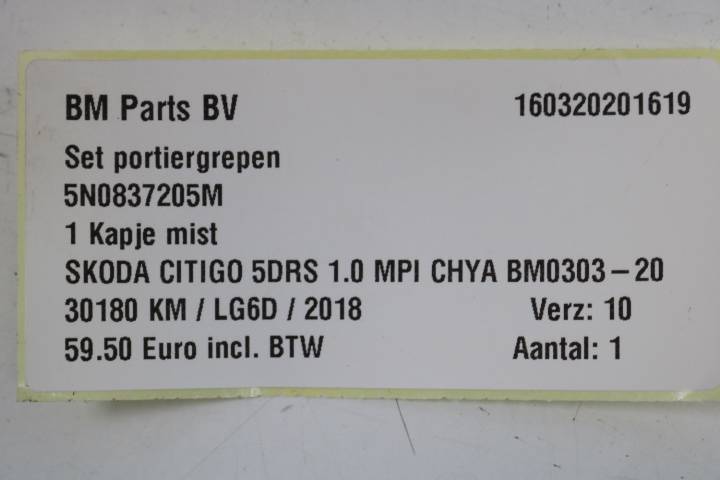 BM Parts BV 160320201619
Set portiergrepen
5N0837205M
1 Kapje mist
SKODA CITIGO 5DRS 1.0 MPI CHYA BM0303-20
30180 KM / LG6D / 2018 Verz: 10
59.50 Euro incl. BTW Aantal: 1